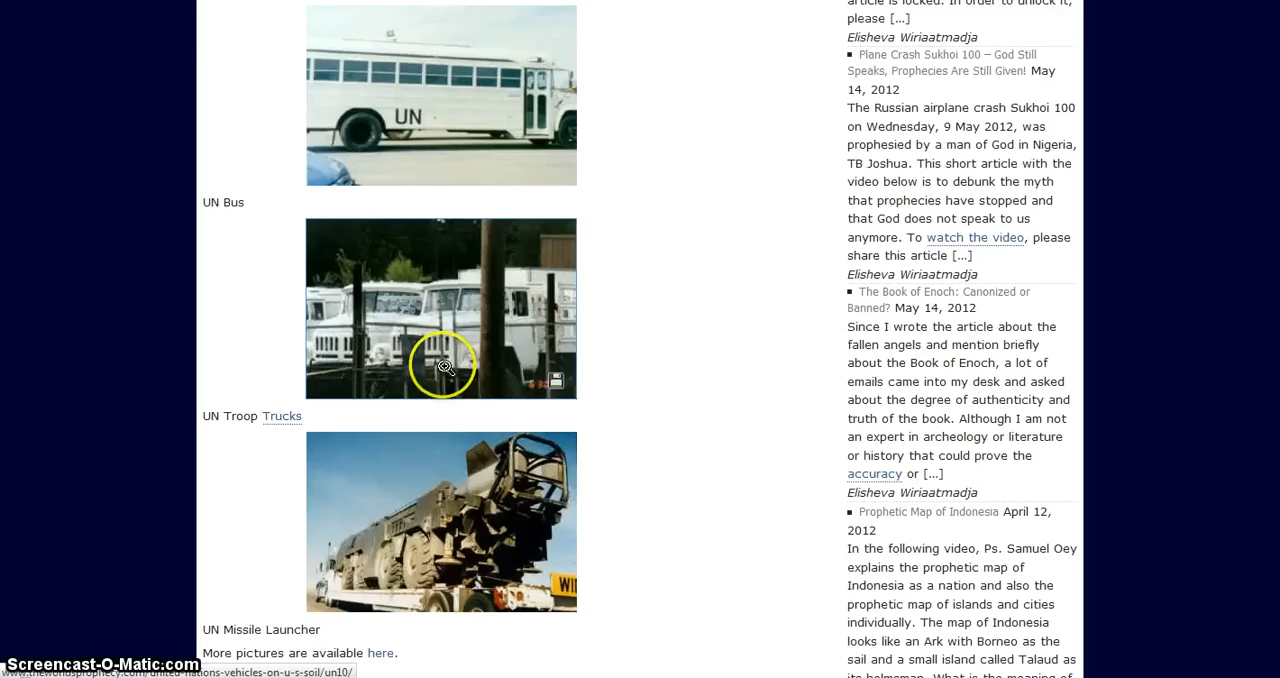 UN
UN Bus
UN Troop Trucks
WI
UN Missile Launcher
More pictures are available here.
please […]
Elisheva Wiriaatmadja
Plane Crash Sukhoi 100 – God Still
Speaks, Prophecies Are Still Given! May
14, 2012
The Russian airplane crash Sukhoi 100
on Wednesday, 9 May 2012, was
prophesied by a man of God in Nigeria,
TB Joshua. This short article with the
video below is to debunk the myth
that prophecies have stopped and
that God does not speak to us
anymore. To watch the video, please
share this article […]
Elisheva Wiriaatmadja
The Book of Enoch: Canonized or
Banned? May 14, 2012
Since I wrote the article about the
fallen angels and mention briefly
about the Book of Enoch, a lot of
emails came into my desk and asked
about the degree of authenticity and
truth of the book. Although I am not
an expert in archeology or literature
or history that could prove the
accuracy or […]
Elisheva Wiriaatmadja
Prophetic Map of Indonesia April 12,
2012
In the following video, Ps. Samuel Oey
explains the prophetic map of
Indonesia as a nation and also the
prophetic map of islands and cities
individually. The map of Indonesia
looks like an Ark with Borneo as the
sail and a small island called Talaud as
its helmsman. What is the meaning of
Screencast-O-Matic.com